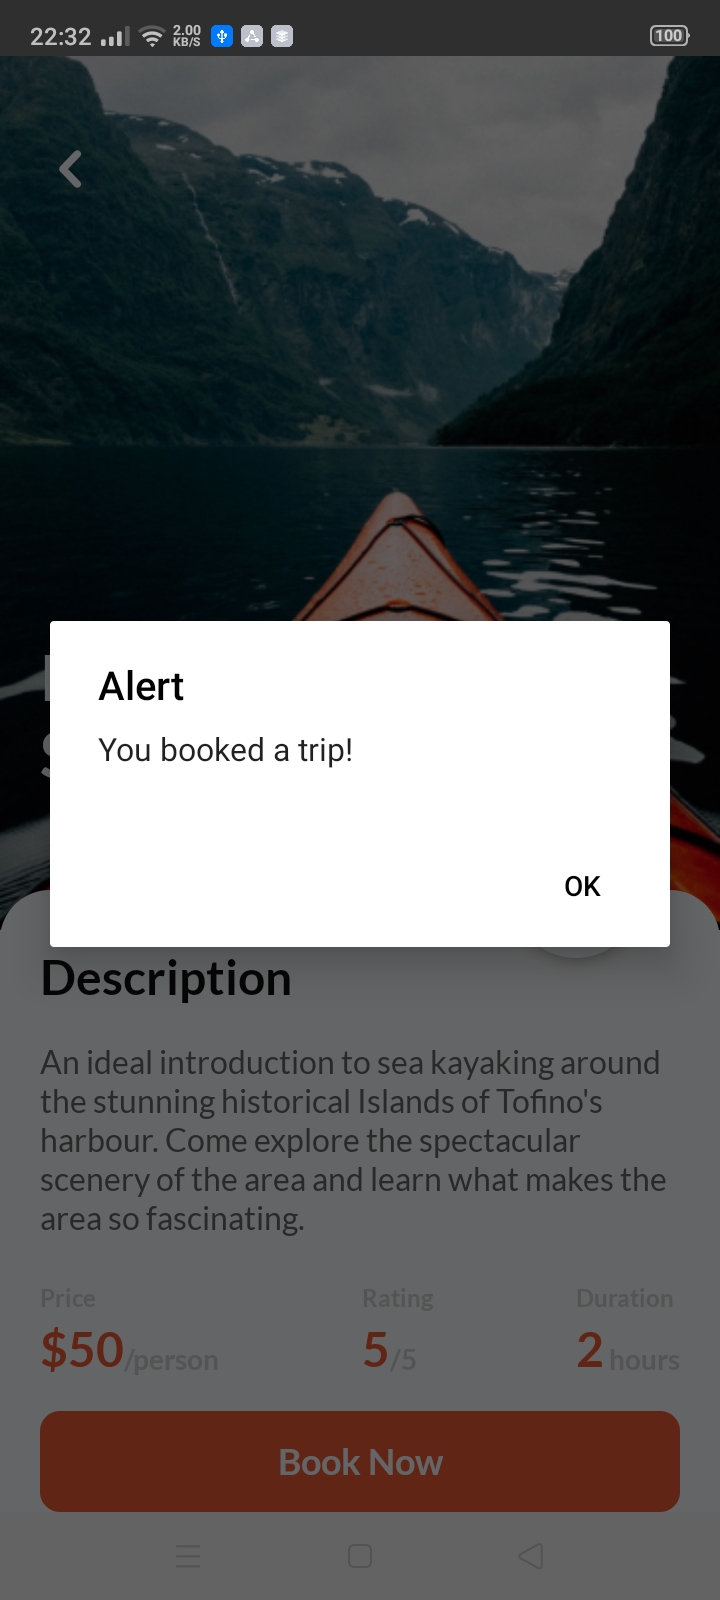 22:32
2.00
KB/S
100
Alert
You booked a trip!
OK
Description
An ideal introduction to sea kayaking around
the stunning historical Islands of Tofino's
harbour. Come explore the spectacular
scenery of the area and learn what makes the
area so fascinating.
Price Rating Duration
$50/person 5/5 2 hours
Book Now